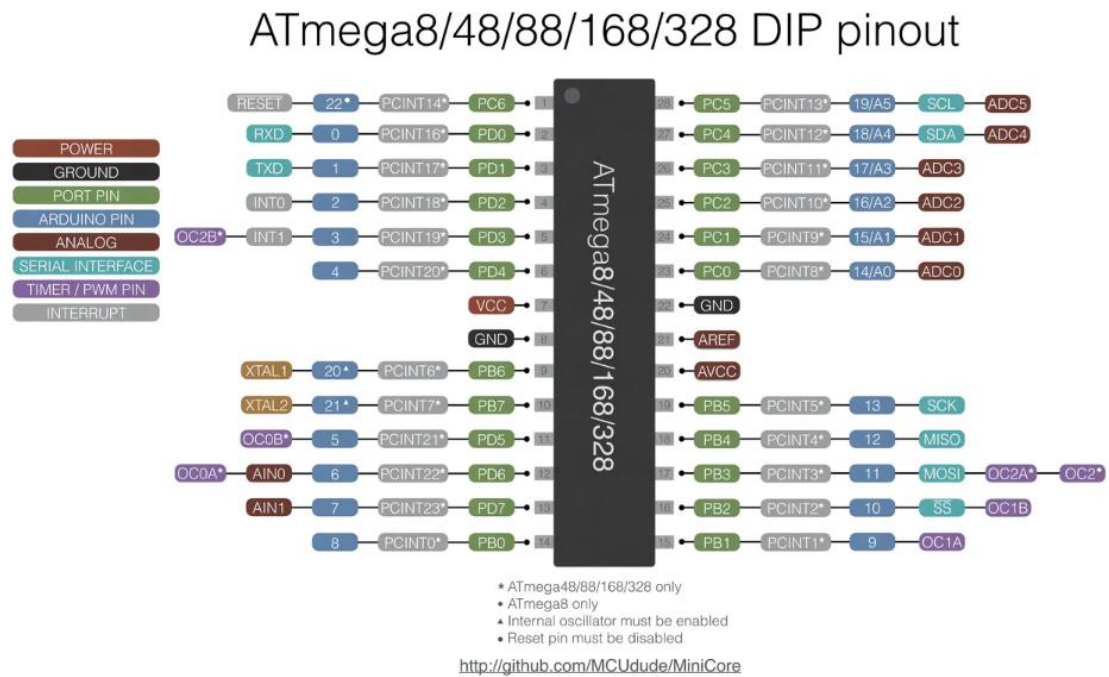 ATmega8/48/88/168/328 DIP pinout
POWER
GROUND
PORT PIN
ARDUINO PIN
ANALOG
SERIAL INTERFACE
TIMER / PWM PIN
INTERRUPT
RESET 22• PCINT14* PC6 1
RXD 0 PCINT16* PD0 2
TXD 1 PCINT17* PD1 3
INT0 2 PCINT18* PD2 4
OC2B* INT1 3 PCINT19* PD3 5
4 PCINT20* PD4 6
VCC 7
GND 8
XTAL1 20▲ PCINT6* PB6 9
XTAL2 21▲ PCINT7* PB7 10
OC0B* 5 PCINT21* PD5 11
OC0A* AIN0 6 PCINT22* PD6 12
AIN1 7 PCINT23* PD7 13
8 PCINT0* PB0 14
ATmega8/48/88/168/328
28 PC5 PCINT13* 19/A5 SCL ADC5
27 PC4 PCINT12* 18/A4 SDA ADC4
26 PC3 PCINT11* 17/A3 ADC3
25 PC2 PCINT10* 16/A2 ADC2
24 PC1 PCINT9* 15/A1 ADC1
23 PC0 PCINT8* 14/A0 ADC0
22 GND
21 AREF
20 AVCC
19 PB5 PCINT5* 13 SCK
18 PB4 PCINT4* 12 MISO
17 PB3 PCINT3* 11 MOSI OC2A* OC2⬩
16 PB2 PCINT2* 10 SS OC1B
15 PB1 PCINT1* 9 OC1A
* ATmega48/88/168/328 only
⬩ ATmega8 only
▲ Internal oscillator must be enabled
• Reset pin must be disabled
http://github.com/MCUdude/MiniCore